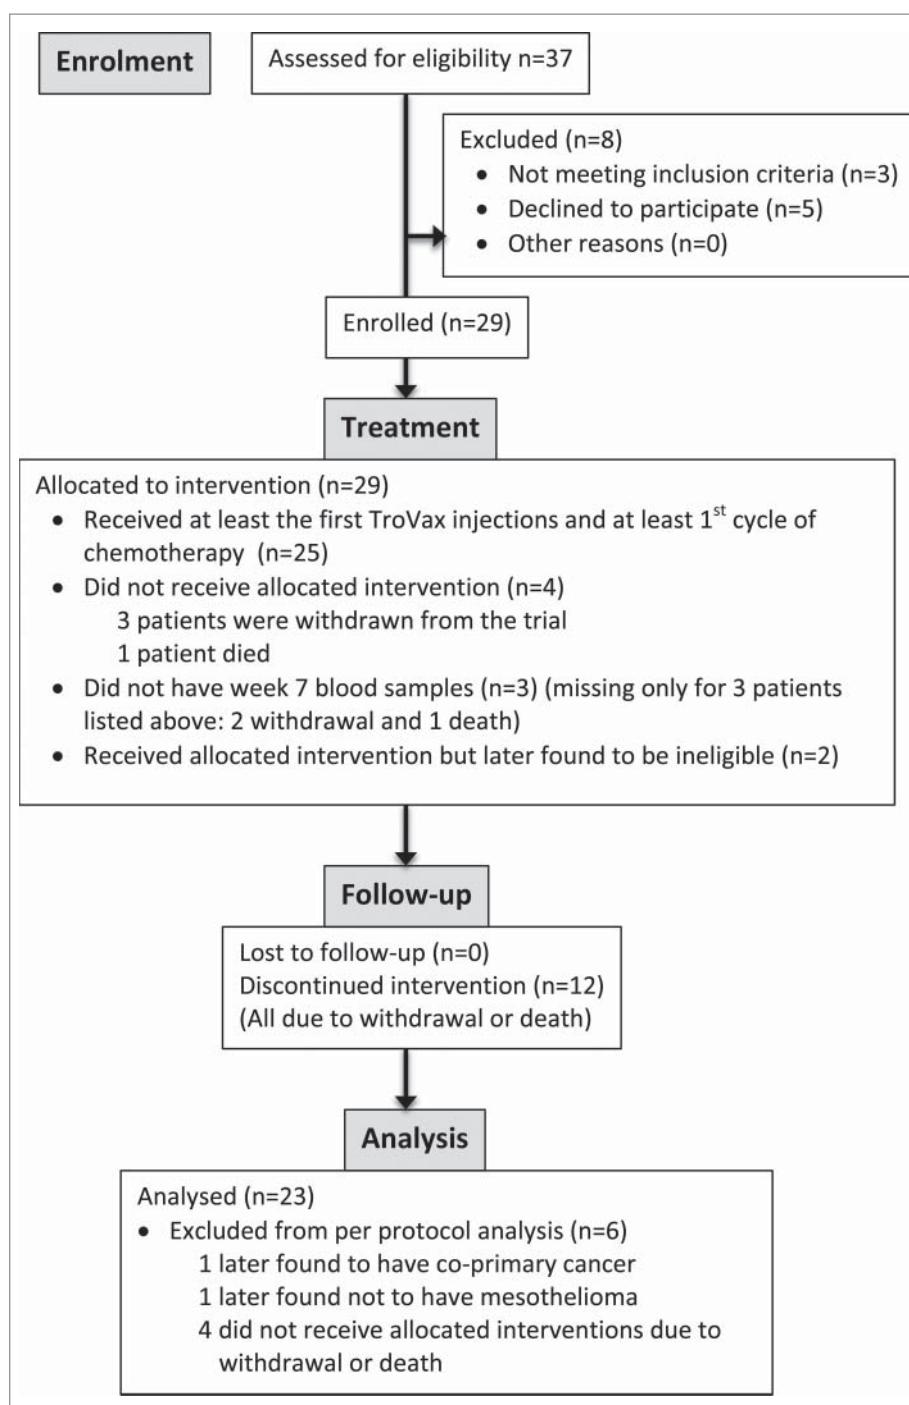 Enrolment
Assessed for eligibility n=37
Excluded (n=8)
• Not meeting inclusion criteria (n=3)
• Declined to participate (n=5)
• Other reasons (n=0)
Enrolled (n=29)
Treatment
Allocated to intervention (n=29)
• Received at least the first TroVax injections and at least 1st cycle of
chemotherapy (n=25)
• Did not receive allocated intervention (n=4)
3 patients were withdrawn from the trial
1 patient died
• Did not have week 7 blood samples (n=3) (missing only for 3 patients
listed above: 2 withdrawal and 1 death)
• Received allocated intervention but later found to be ineligible (n=2)
Follow-up
Lost to follow-up (n=0)
Discontinued intervention (n=12)
(All due to withdrawal or death)
Analysis
Analysed (n=23)
• Excluded from per protocol analysis (n=6)
1 later found to have co-primary cancer
1 later found not to have mesothelioma
4 did not receive allocated interventions due to
withdrawal or death